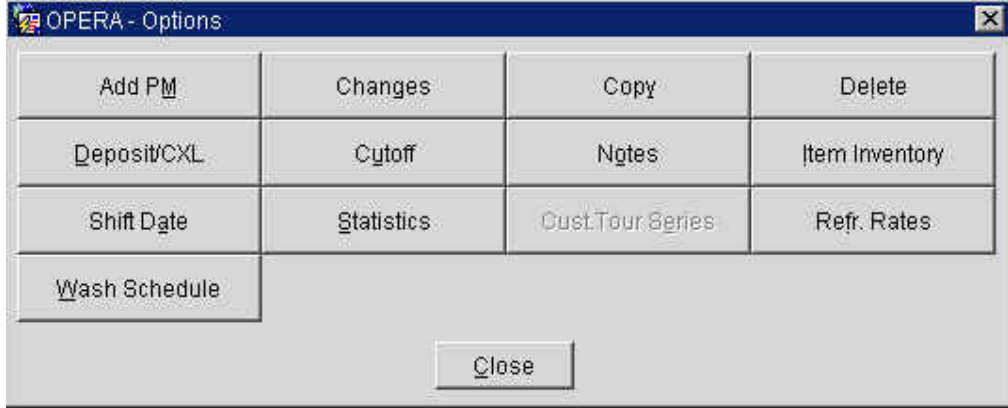 OPERA - Options
Add PM Changes Copy Delete
Deposit/CXL Cutoff Notes Item Inventory
Shift Date Statistics Cust.Tour Series Refr. Rates
Wash Schedule
Close